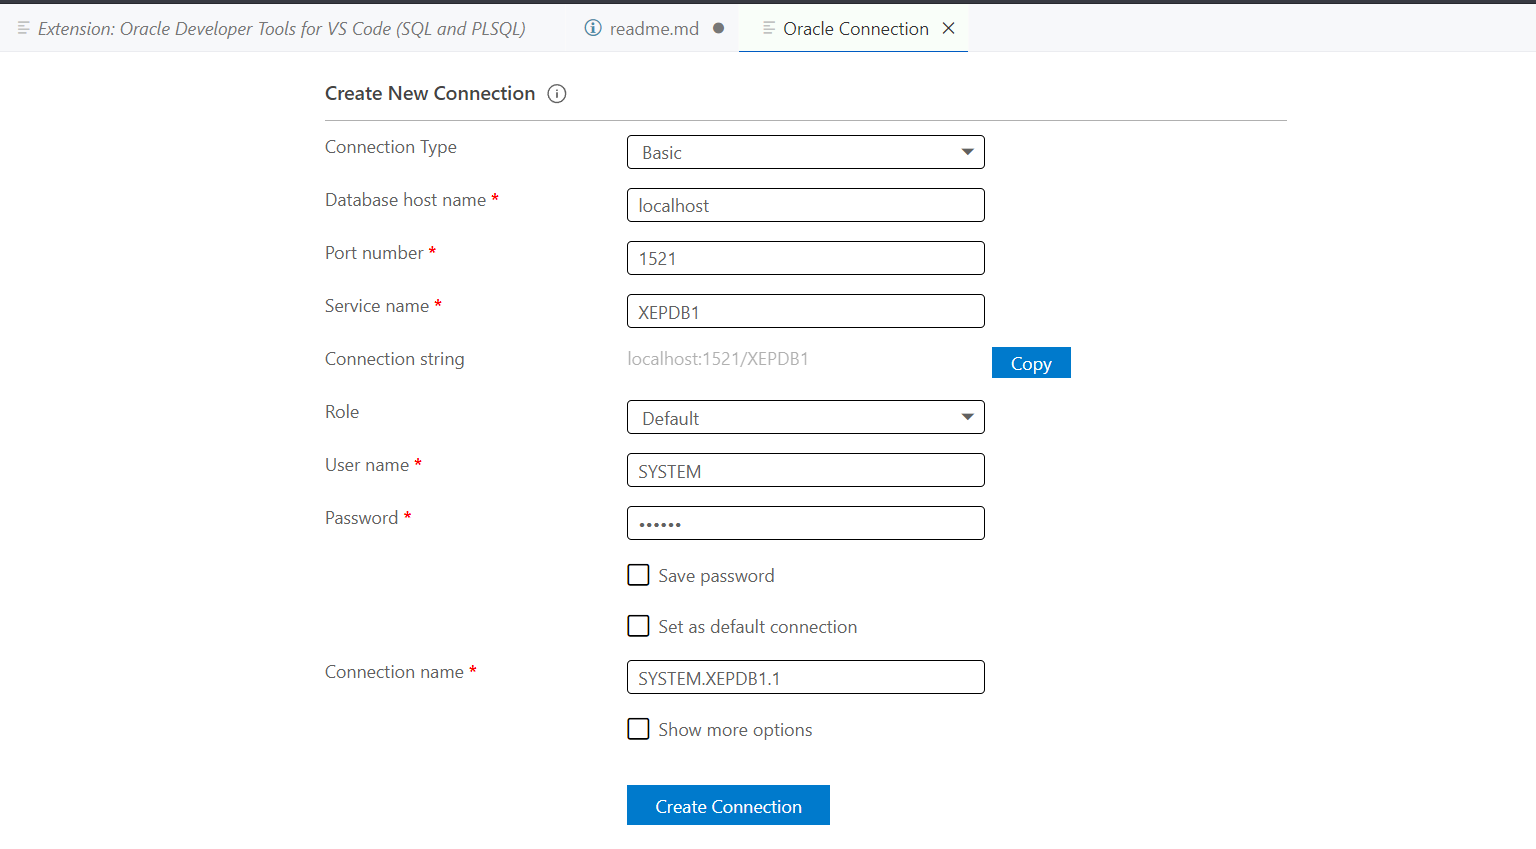 Extension: Oracle Developer Tools for VS Code (SQL and PLSQL) readme.md Oracle Connection
Create New Connection
Connection Type Basic
Database host name * localhost
Port number * 1521
Service name * XEPDB1
Connection string localhost:1521/XEPDB1 Copy
Role Default
User name * SYSTEM
Password * ••••••
Save password
Set as default connection
Connection name * SYSTEM.XEPDB1.1
Show more options
Create Connection